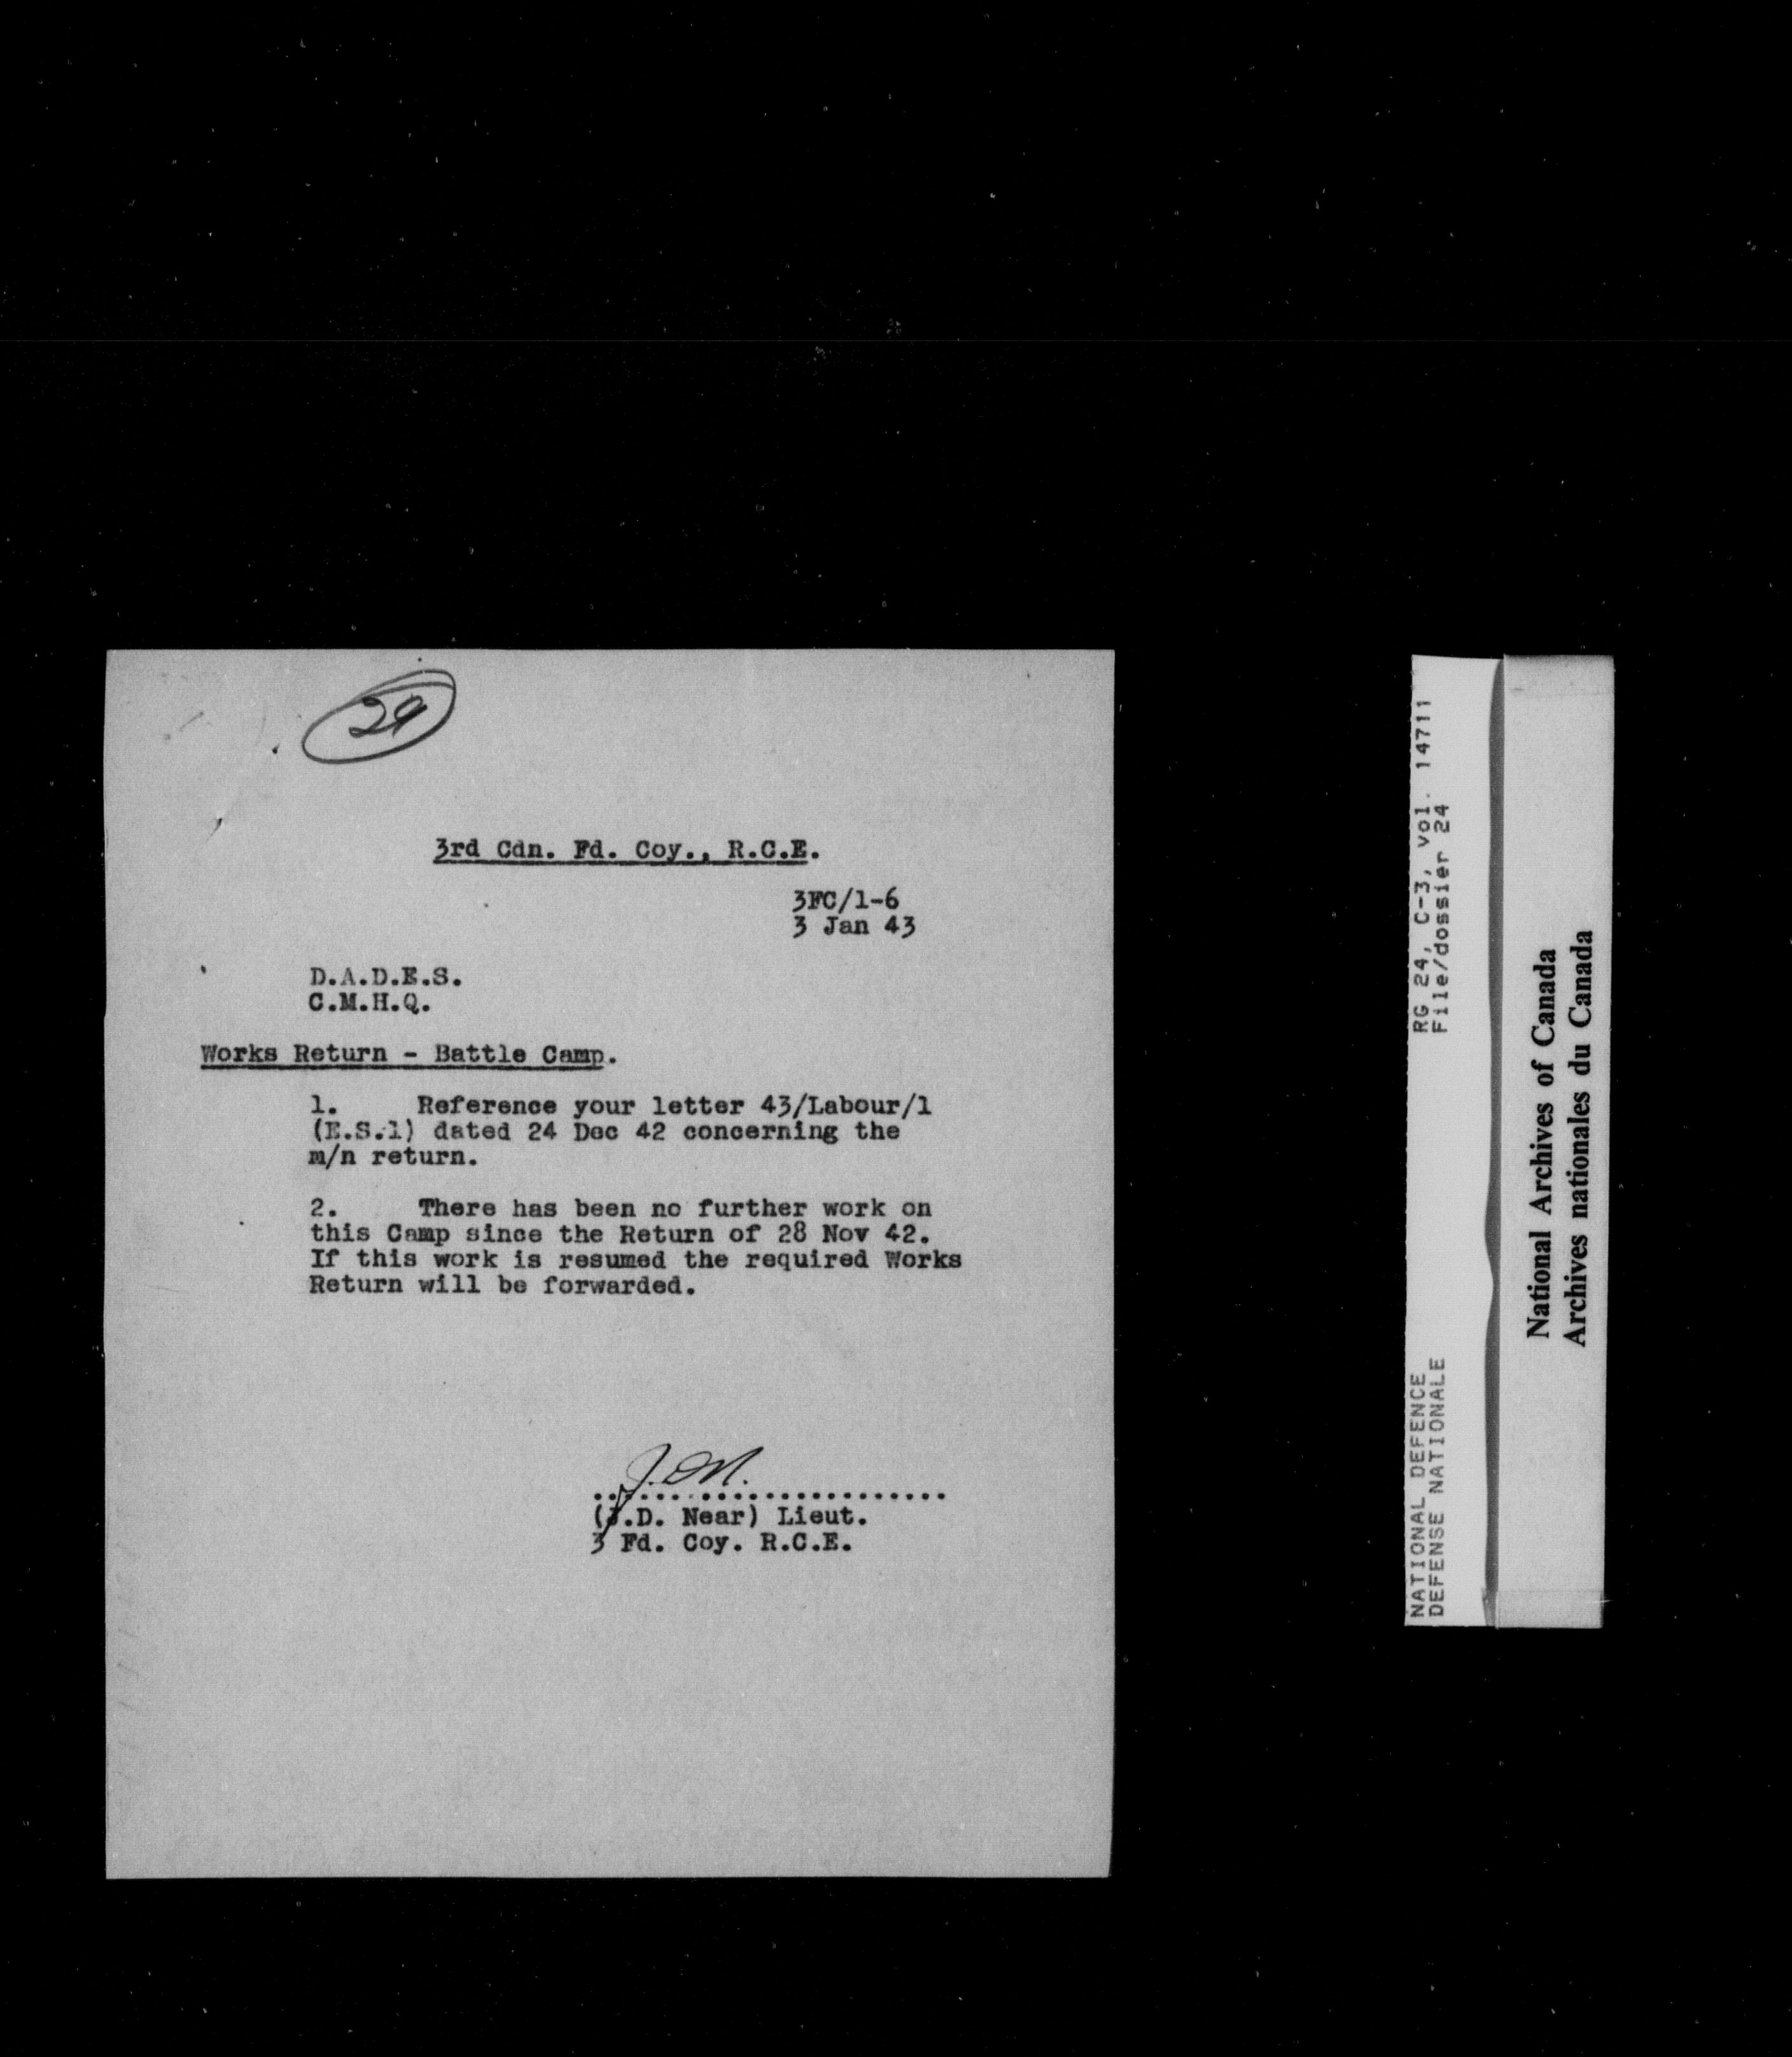 29
3rd Cdn. Fd. Coy., R.C.E.
3FC/1-6
3 Jan 43
D.A.D.E.S.
C.M.H.Q.
Works Return - Battle Camp.
1. Reference your letter 43/Labour/1
(E.S.1) dated 24 Dec 42 concerning the
m/n return.
2. There has been no further work on
this Camp since the Return of 28 Nov 42.
If this work is resumed the required Works
Return will be forwarded.
J.D.N.
........................
(J.D. Near) Lieut.
3 Fd. Coy. R.C.E.
NATIONAL DEFENCE RG 24, C-3, vol. 14711
DEFENSE NATIONALE File/dossier 24
National Archives of Canada
Archives nationales du Canada